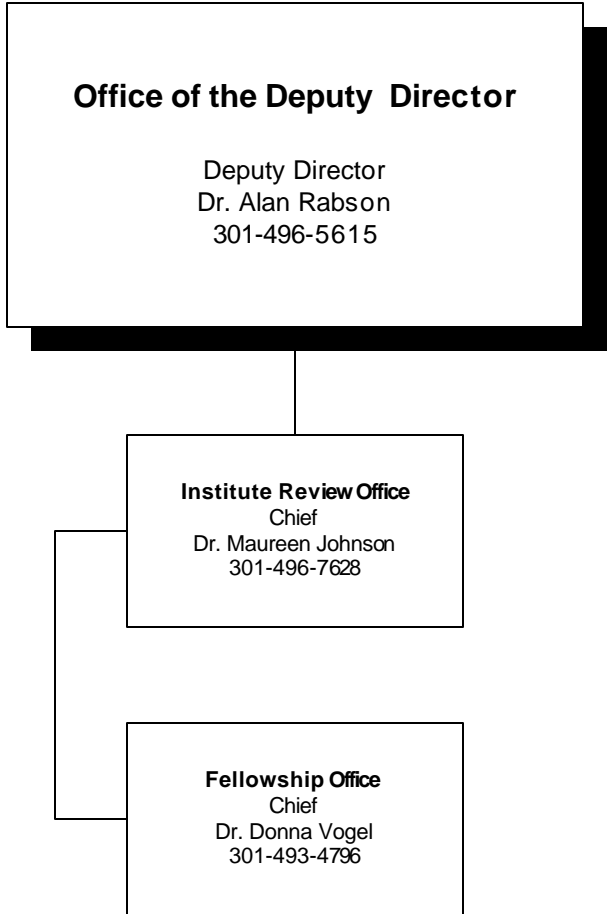 Office of the Deputy Director
Deputy Director
Dr. Alan Rabson
301-496-5615
Institute Review Office
Chief
Dr. Maureen Johnson
301-496-7628
Fellowship Office
Chief
Dr. Donna Vogel
301-493-4796